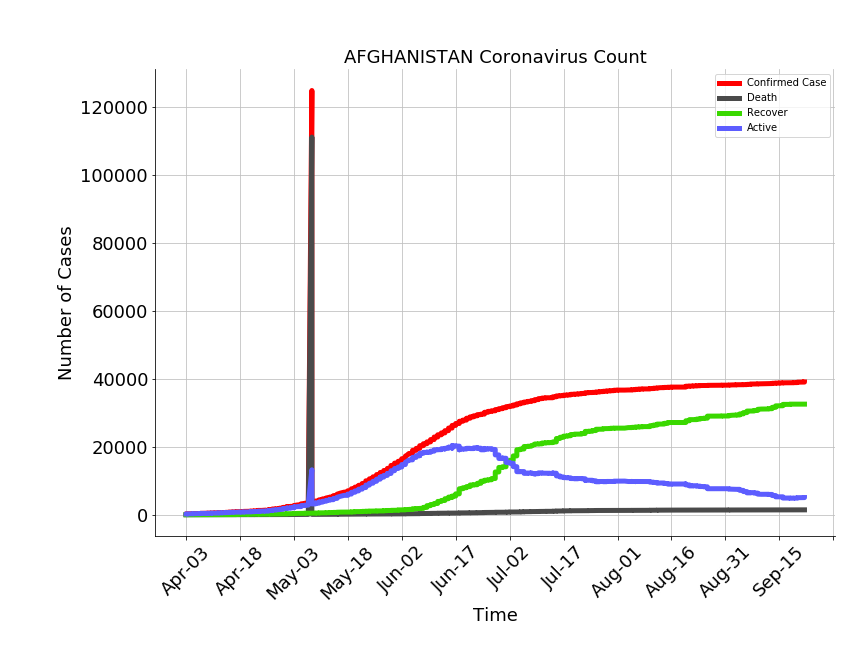 AFGHANISTAN Coronavirus Count
Confirmed Case
Death
Recover
Active
Number of Cases
120000
100000
80000
60000
40000
20000
0
Apr-03
Apr-18
May-03
May-18
Jun-02
Jun-17
Jul-02
Jul-17
Aug-01
Aug-16
Aug-31
Sep-15
Time